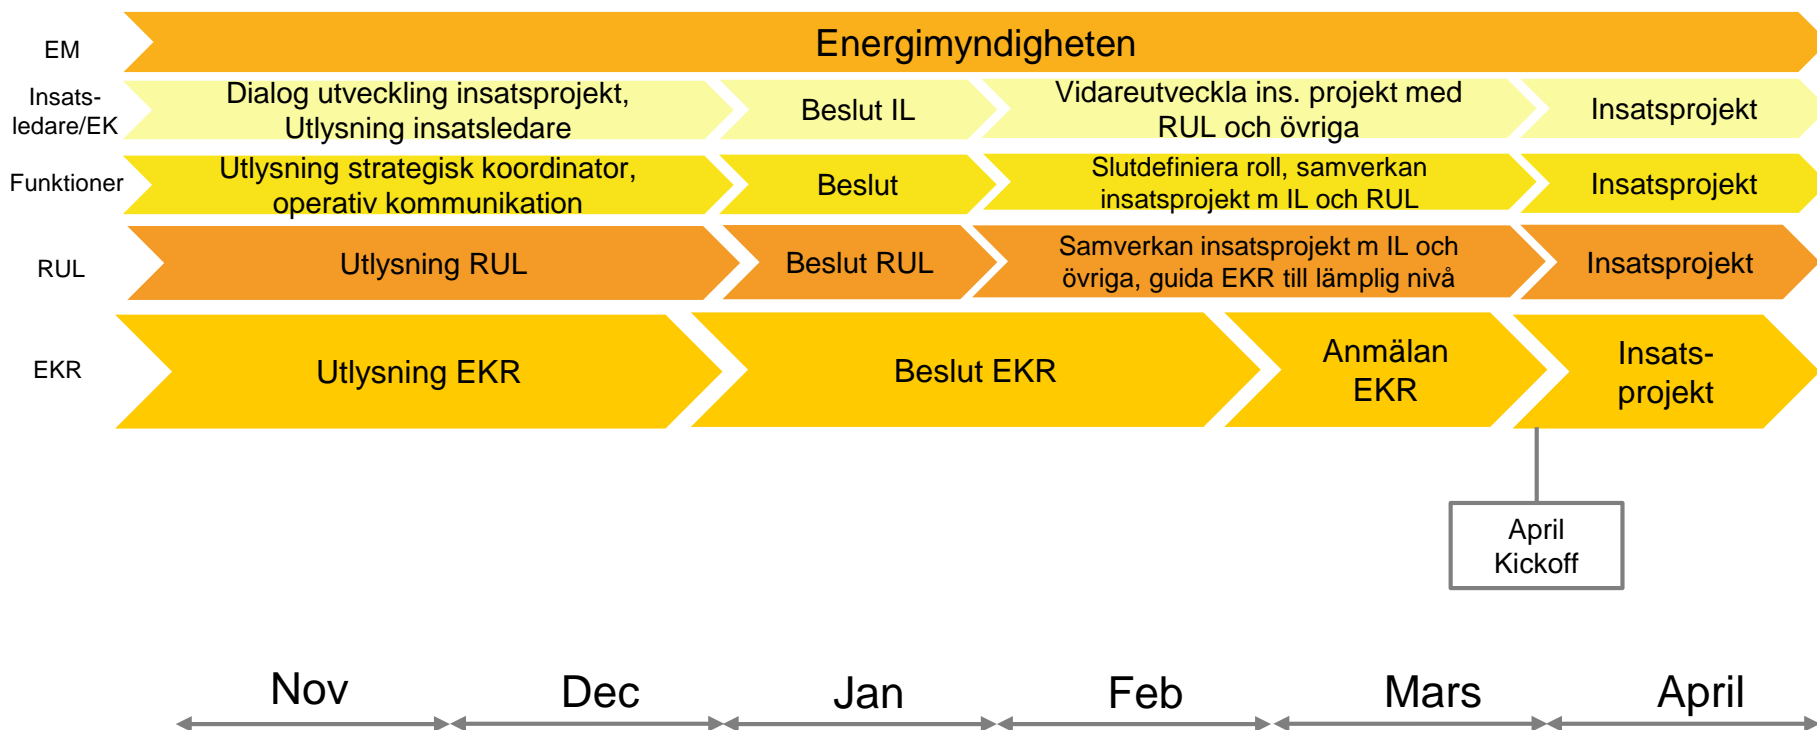 EM
Energimyndigheten
Insats-
ledare/EK
Dialog utveckling insatsprojekt,
Utlysning insatsledare
Beslut IL
Vidareutveckla ins. projekt med
RUL och övriga
Insatsprojekt
Funktioner
Utlysning strategisk koordinator,
operativ kommunikation
Beslut
Slutdefiniera roll, samverkan
insatsprojekt m IL och RUL
Insatsprojekt
RUL
Utlysning RUL
Beslut RUL
Samverkan insatsprojekt m IL och
övriga, guida EKR till lämplig nivå
Insatsprojekt
EKR
Utlysning EKR
Beslut EKR
Anmälan
EKR
Insats-
projekt
April
Kickoff
Nov
Dec
Jan
Feb
Mars
April